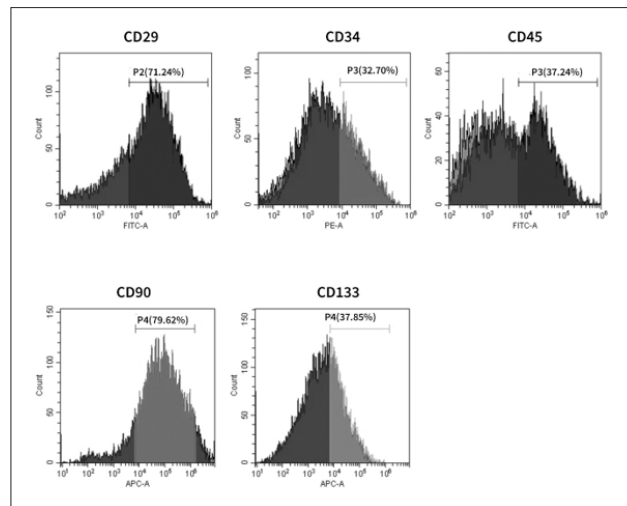 CD29
CD34
CD45
P2(71.24%)
P3(32.70%)
P3(37.24%)
Count
100
50
0
10² 10³ 10⁴ 10⁵ 10⁶
FITC-A
Count
100
50
0
10² 10³ 10⁴ 10⁵ 10⁶
PE-A
Count
60
40
20
0
10² 10³ 10⁴ 10⁵ 10⁶
FITC-A
CD90
CD133
P4(79.62%)
P4(37.85%)
Count
150
100
50
0
10¹ 10² 10³ 10⁴ 10⁵ 10⁶
APC-A
Count
150
100
50
0
10¹ 10² 10³ 10⁴ 10⁵ 10⁶
APC-A